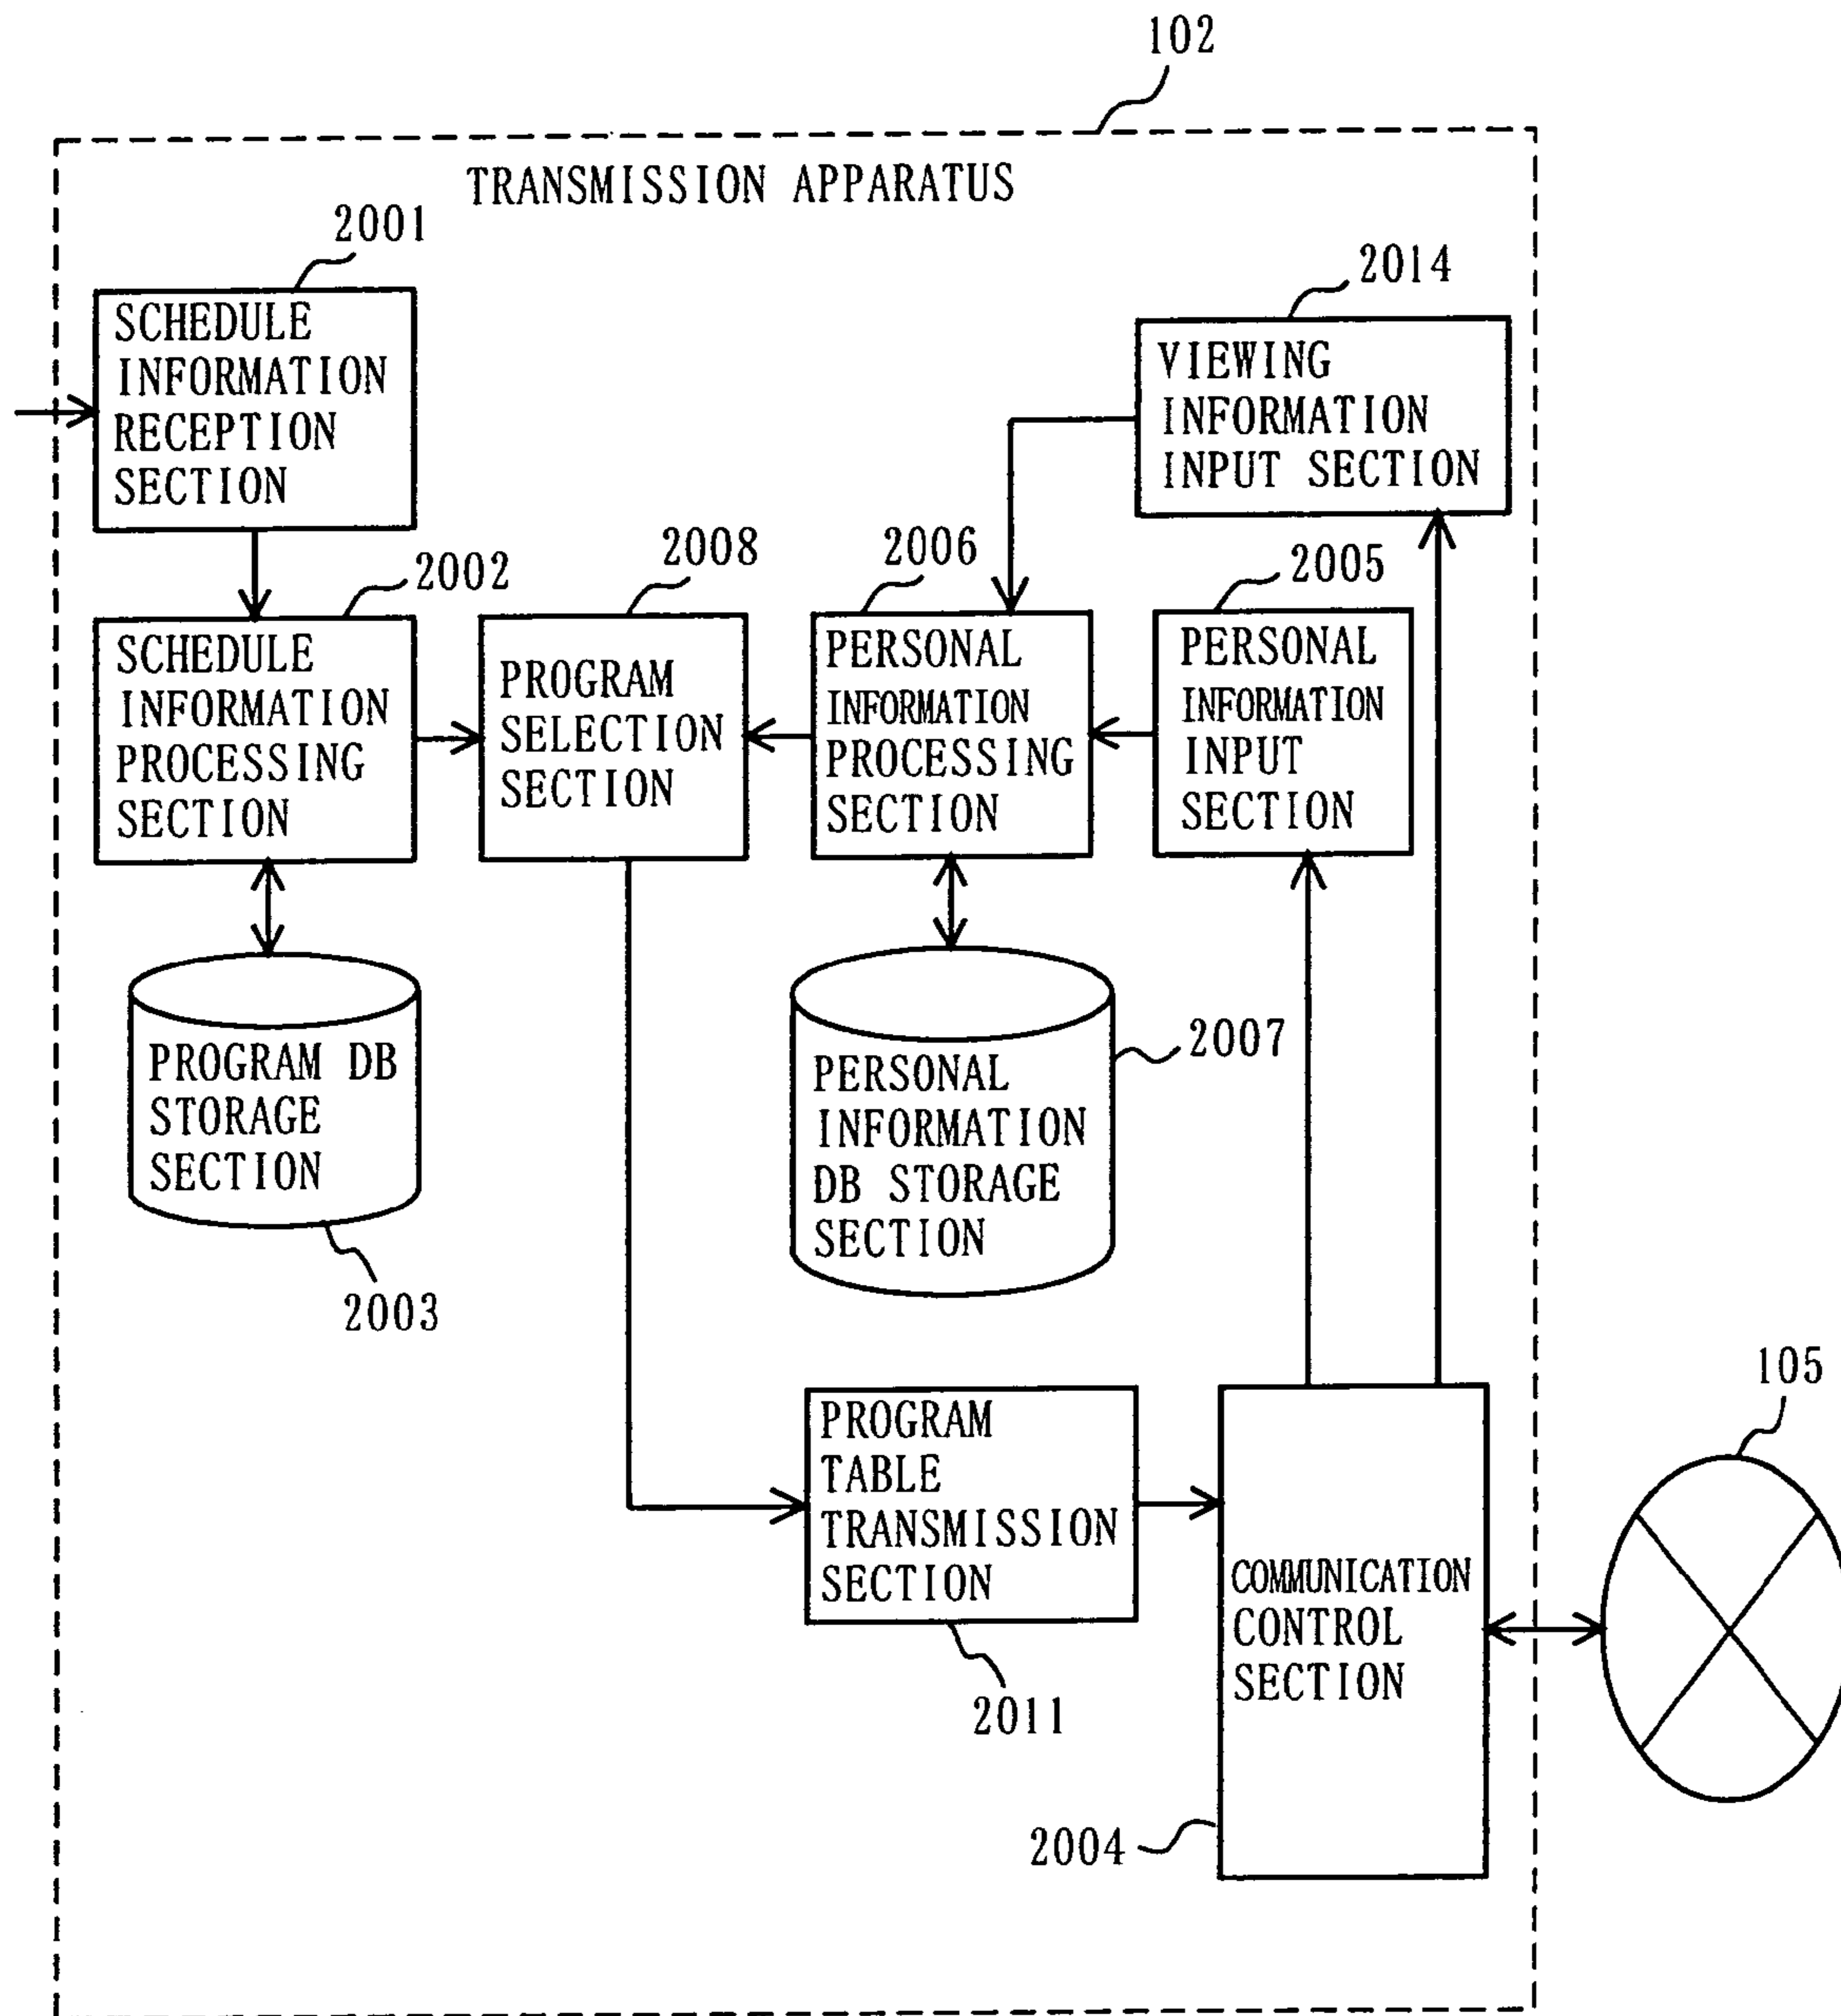 102
TRANSMISSION APPARATUS
2001
SCHEDULE
INFORMATION
RECEPTION
SECTION
2014
VIEWING
INFORMATION
INPUT SECTION
2002
SCHEDULE
INFORMATION
PROCESSING
SECTION
2008
PROGRAM
SELECTION
SECTION
2006
PERSONAL
INFORMATION
PROCESSING
SECTION
2005
PERSONAL
INFORMATION
INPUT
SECTION
PROGRAM DB
STORAGE
SECTION
2003
PERSONAL
INFORMATION
DB STORAGE
SECTION
2007
PROGRAM
TABLE
TRANSMISSION
SECTION
2011
COMMUNICATION
CONTROL
SECTION
2004
105